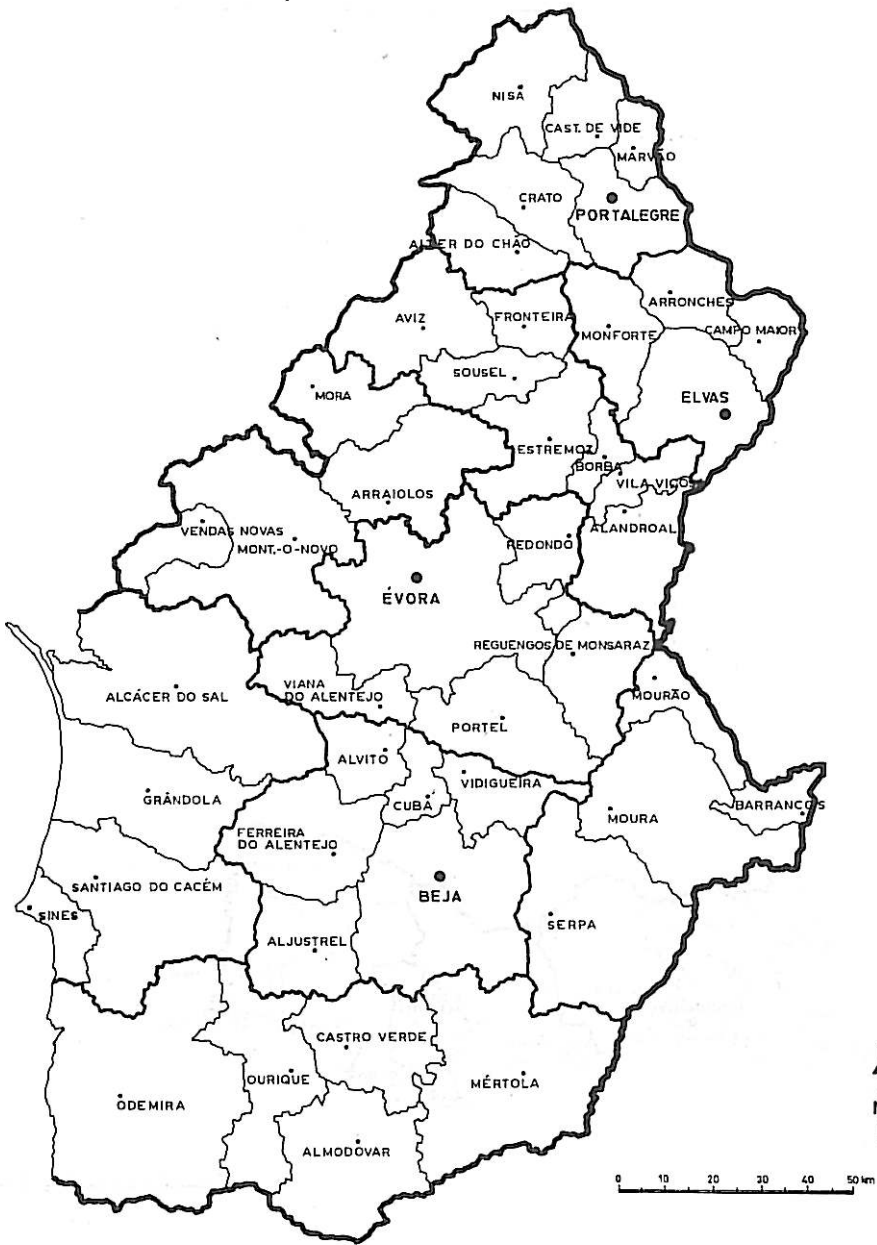 NISA
CAST. DE VIDE
MARVÃO
CRATO
PORTALEGRE
ALTER DO CHÃO
ARRONCHES
AVIZ
FRONTEIRA
MONFORTE
CAMPO MAIOR
SOUSEL
MORA
ELVAS
ESTREMOZ
BORBA
VILA VIÇOSA
ARRAIOLOS
VENDAS NOVAS
MONT.-O-NOVO
REDONDO
ALANDROAL
ÉVORA
REGUENGOS DE MONSARAZ
ALCÁCER DO SAL
VIANA
DO ALENTEJO
MOURÃO
PORTEL
ALVITO
GRÂNDOLA
CUBA
VIDIGUEIRA
MOURA
BARRANCOS
FERREIRA
DO ALENTEJO
SANTIAGO DO CACÉM
BEJA
SINES
SERPA
ALJUSTREL
CASTRO VERDE
OURIQUE
MÉRTOLA
ODEMIRA
ALMODÓVAR
0 10 20 30 40 50 km